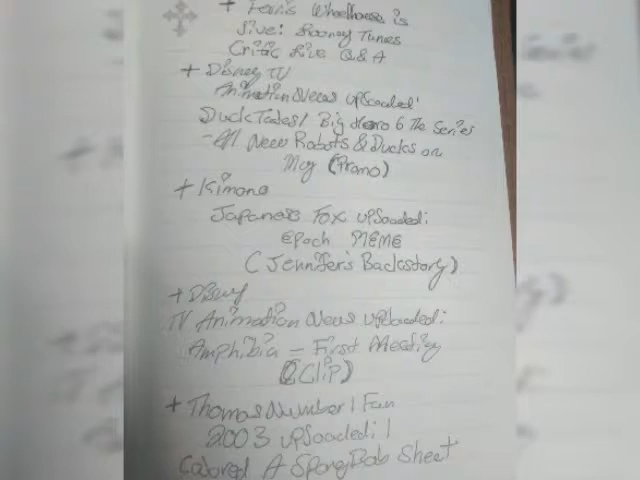 + Fan's Wheelhouse is
Live: Looney Tunes
Critic Live Q & A
+ Disney TV
Animation News uploaded:
DuckTales / Big Hero 6 The Series
- All New Robots & Ducks on
May (Promo)
+ Kimono
Japanese Fox uploaded:
epoch MEME
(Jennifer's Backstory)
+ Disney
TV Animation News uploaded:
Amphibia - First Meeting
(Clip)
+ Thomas Number 1 Fan
2003 uploaded: I
Colored A SpongeBob Sheet